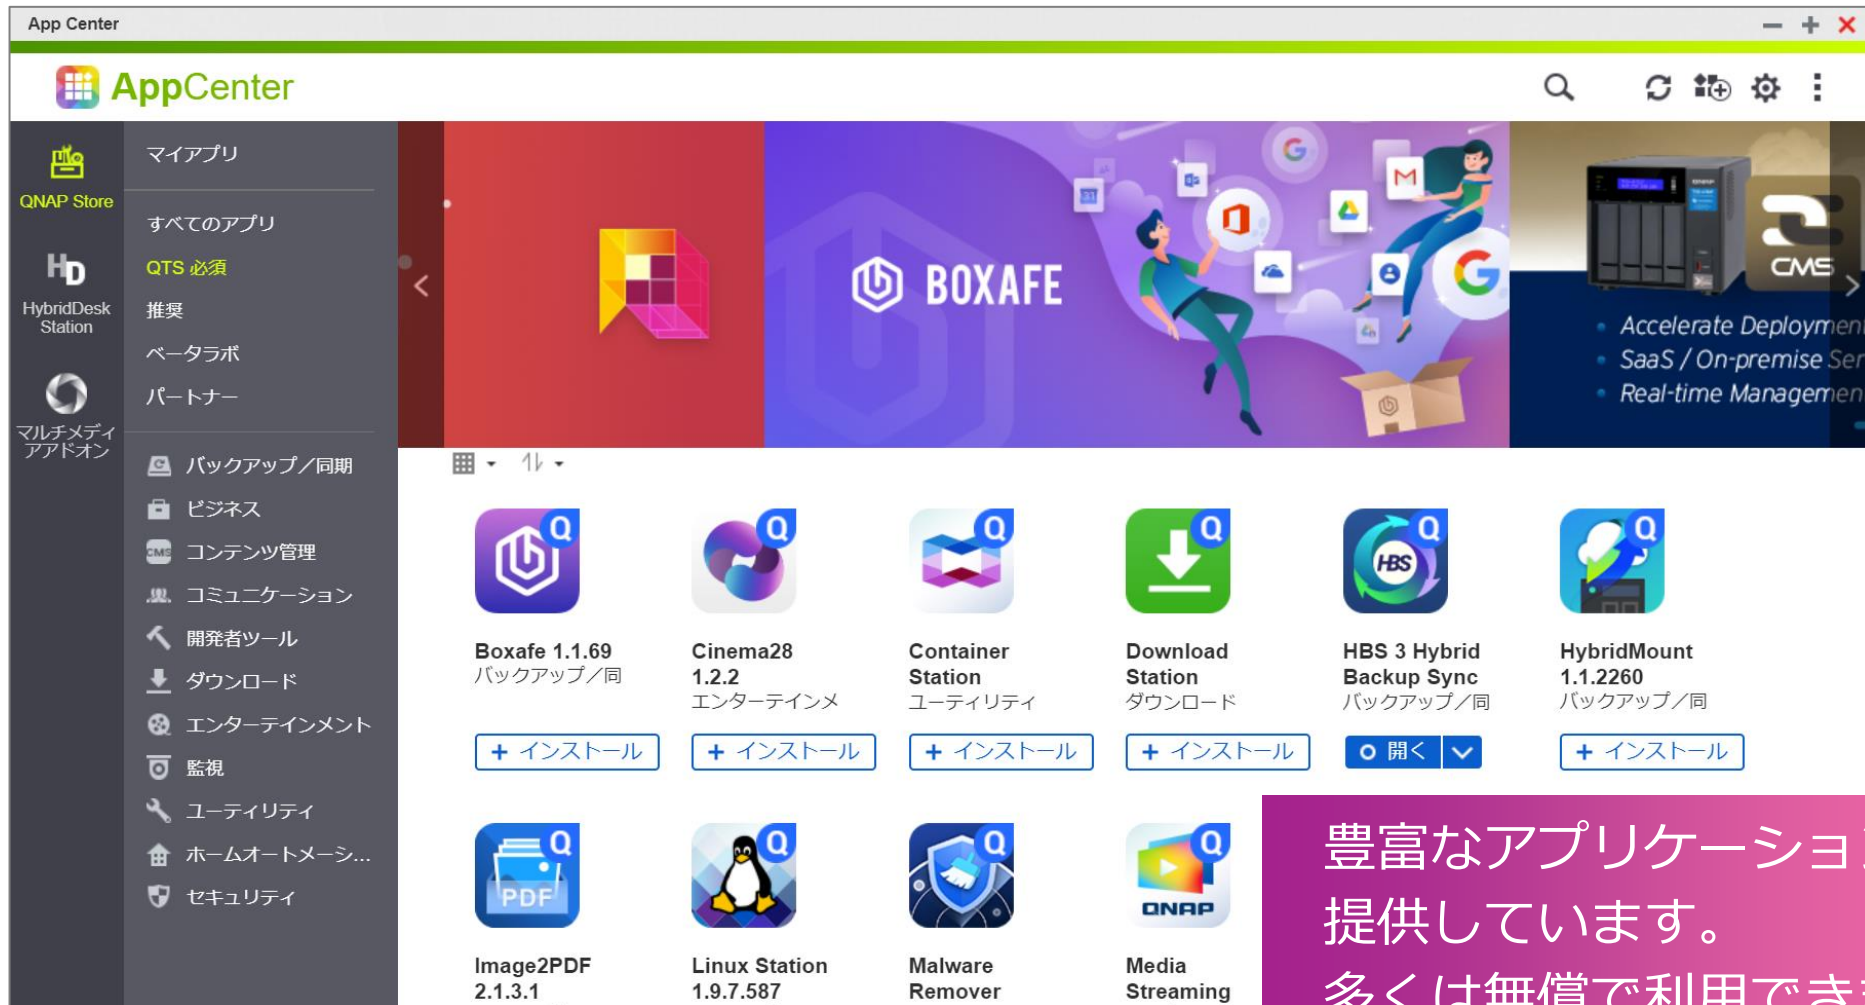 App Center
AppCenter
QNAP Store
HybridDesk
Station
マルチメディ
アアドオン
マイアプリ
すべてのアプリ
QTS 必須
推奨
ベータラボ
パートナー
バックアップ／同期
ビジネス
CMS コンテンツ管理
コミュニケーション
開発者ツール
ダウンロード
エンターテインメント
監視
ユーティリティ
ホームオートメーシ...
セキュリティ
BOXAFE
31
CMS
Accelerate Deploymen
SaaS / On-premise Ser
Real-time Managemen
Boxafe 1.1.69
バックアップ／同
+ インストール
Cinema28
1.2.2
エンターテインメ
+ インストール
Container
Station
ユーティリティ
+ インストール
Download
Station
ダウンロード
+ インストール
HBS
HBS 3 Hybrid
Backup Sync
バックアップ／同
開く
HybridMount
1.1.2260
バックアップ／同
+ インストール
PDF
Image2PDF
2.1.3.1
Linux Station
1.9.7.587
Malware
Remover
QNAP
Media
Streaming
豊富なアプリケーション
提供しています。
多くは無償で利用でき